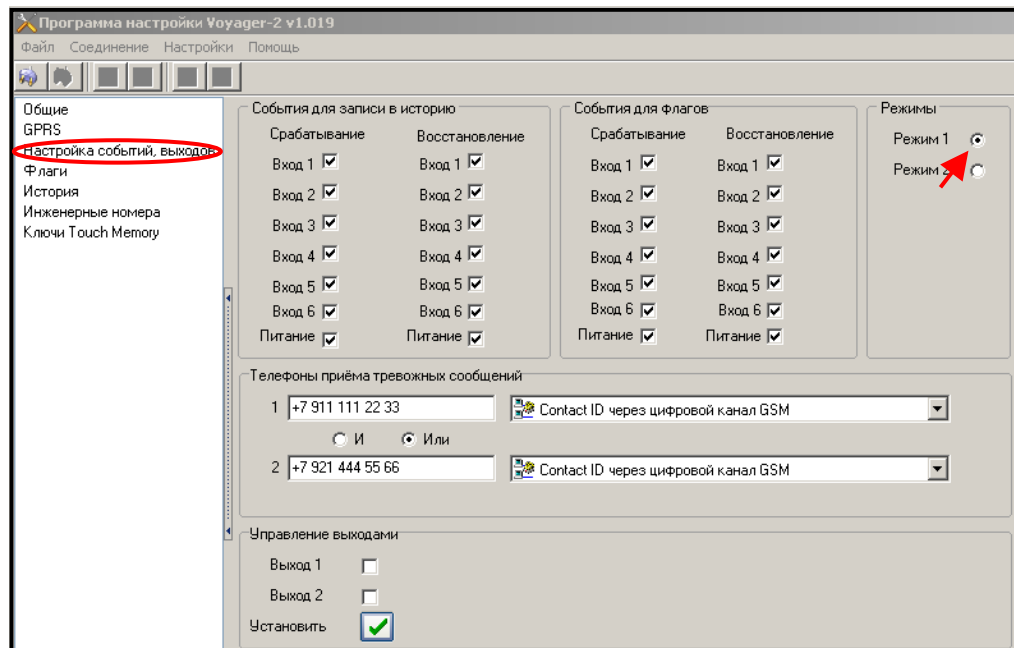 Программа настройки Voyager-2 v1.019
Файл Соединение Настройки Помощь
Общие
GPRS
Настройка событий, выходов
Флаги
История
Инженерные номера
Ключи Touch Memory
События для записи в историю
Срабатывание Восстановление
Вход 1 Вход 1
Вход 2 Вход 2
Вход 3 Вход 3
Вход 4 Вход 4
Вход 5 Вход 5
Вход 6 Вход 6
Питание Питание
События для флагов
Срабатывание Восстановление
Вход 1 Вход 1
Вход 2 Вход 2
Вход 3 Вход 3
Вход 4 Вход 4
Вход 5 Вход 5
Вход 6 Вход 6
Питание Питание
Режимы
Режим 1
Режим 2
Телефоны приёма тревожных сообщений
1 +7 911 111 22 33 Contact ID через цифровой канал GSM
И Или
2 +7 921 444 55 66 Contact ID через цифровой канал GSM
Управление выходами
Выход 1
Выход 2
Установить